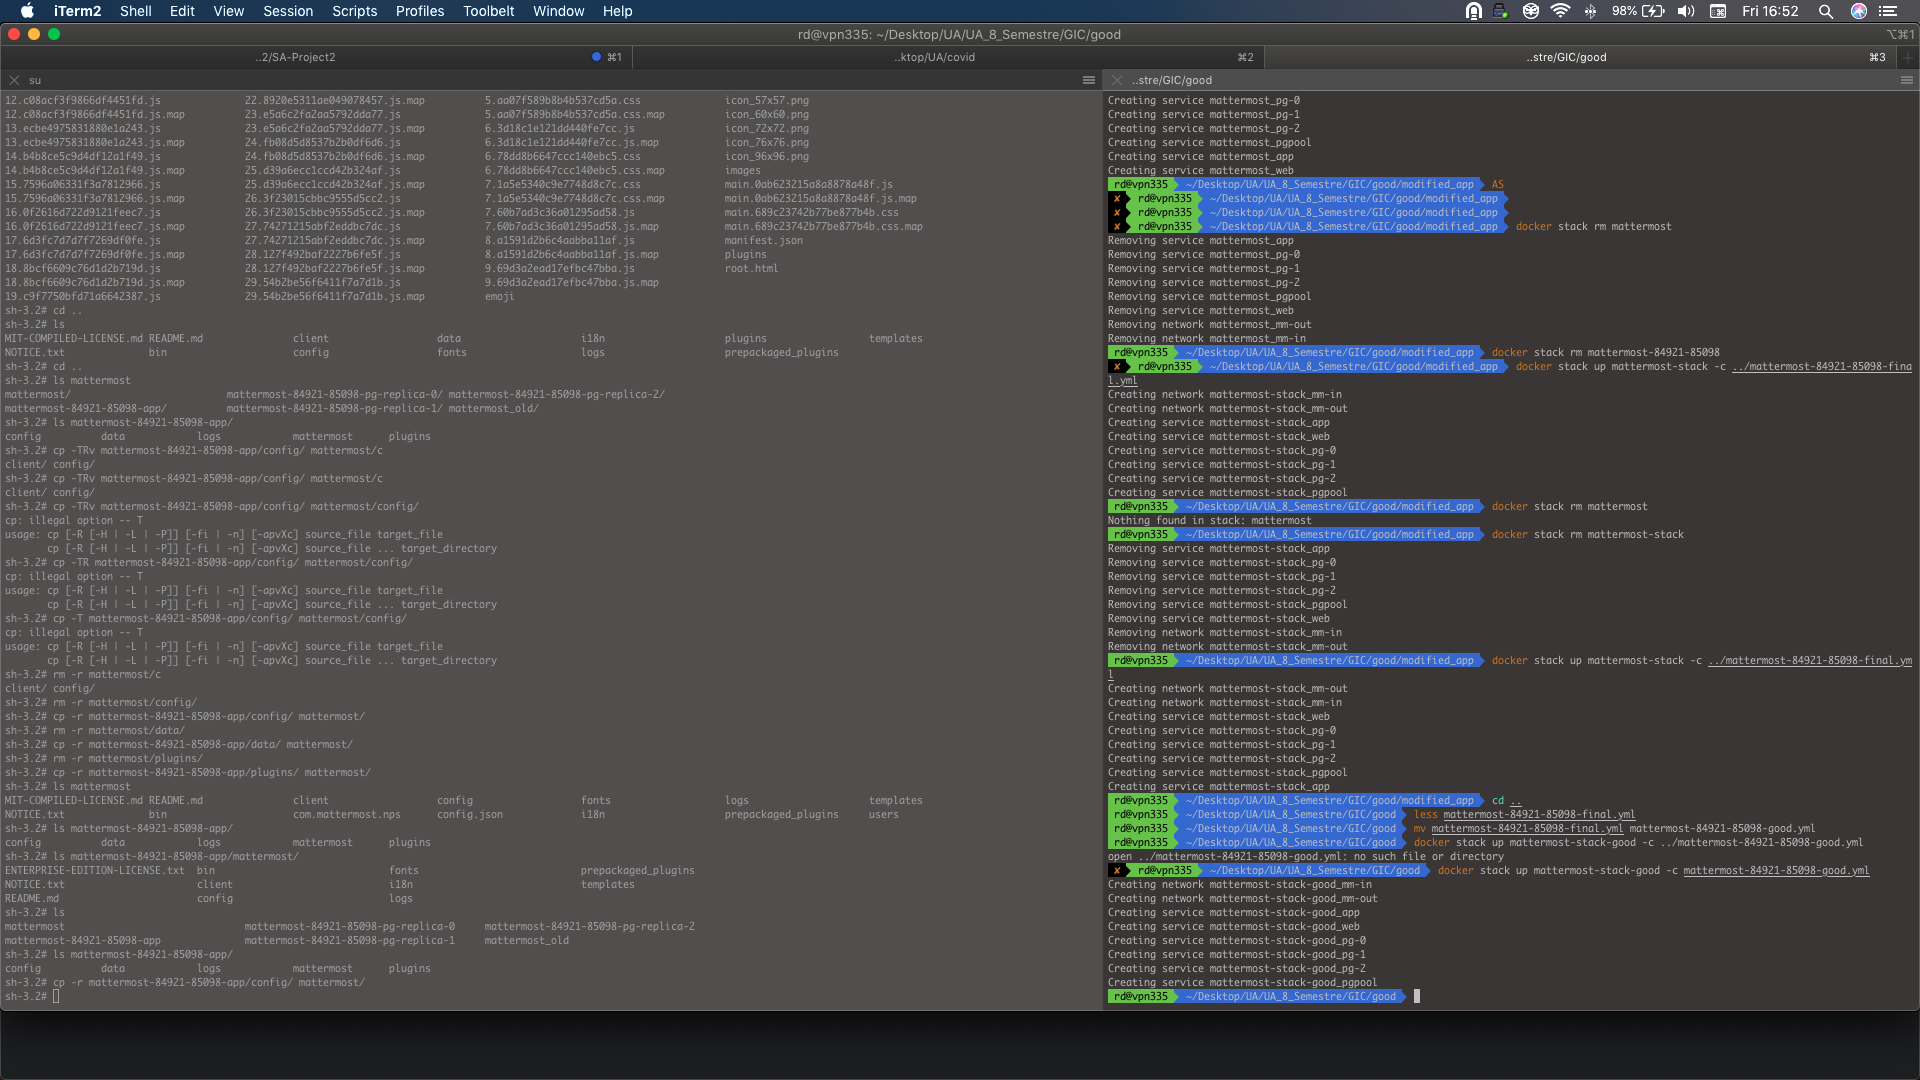 iTerm2 Shell Edit View Session Scripts Profiles Toolbelt Window Help 98% Fri 16:52
rd@vpn335: ~/Desktop/UA/UA_8_Semestre/GIC/good ⌥⌘1
..2/SA-Project2 ⌘1 ..ktop/UA/covid ⌘2 ..stre/GIC/good ⌘3
su
12.c08acf3f9866df4451fd.js 22.8920e5311ae049078457.js.map 5.aa07f589b8b4b537cd5a.css icon_57x57.png
12.c08acf3f9866df4451fd.js.map 23.e5a6c2fa2aa5792dda77.js 5.aa07f589b8b4b537cd5a.css.map icon_60x60.png
13.ecbe4975831880e1a243.js 23.e5a6c2fa2aa5792dda77.js.map 6.3d18c1e121dd440fe7cc.js icon_72x72.png
13.ecbe4975831880e1a243.js.map 24.fb08d5d8537b2b0df6d6.js 6.3d18c1e121dd440fe7cc.js.map icon_76x76.png
14.b4b8ce5c9d4df12a1f49.js 24.fb08d5d8537b2b0df6d6.js.map 6.78dd8b6647ccc140ebc5.css icon_96x96.png
14.b4b8ce5c9d4df12a1f49.js.map 25.d39a6ecc1ccd42b324af.js 6.78dd8b6647ccc140ebc5.css.map images
15.7596a06331f3a7812966.js 25.d39a6ecc1ccd42b324af.js.map 7.1a5e5340c9e7748d8c7c.css main.0ab623215a8a8878a48f.js
15.7596a06331f3a7812966.js.map 26.3f23015cbbc9555d5cc2.js 7.1a5e5340c9e7748d8c7c.css.map main.0ab623215a8a8878a48f.js.map
16.0f2616d722d9121feec7.js 26.3f23015cbbc9555d5cc2.js.map 7.60b7ad3c36a01295ad58.js main.689c23742b77be877b4b.css
16.0f2616d722d9121feec7.js.map 27.74271215abf2eddbc7dc.js 7.60b7ad3c36a01295ad58.js.map main.689c23742b77be877b4b.css.map
17.6d3fc7d7d7f7269df0fe.js 27.74271215abf2eddbc7dc.js.map 8.a1591d2b6c4aabba11af.js manifest.json
17.6d3fc7d7d7f7269df0fe.js.map 28.127f492baf2227b6fe5f.js 8.a1591d2b6c4aabba11af.js.map plugins
18.8bcf6609c76d1d2b719d.js 28.127f492baf2227b6fe5f.js.map 9.69d3a2ead17efbc47bba.js root.html
18.8bcf6609c76d1d2b719d.js.map 29.54b2be56f6411f7a7d1b.js 9.69d3a2ead17efbc47bba.js.map
19.c9f7750bfd71a6642387.js 29.54b2be56f6411f7a7d1b.js.map emoji
sh-3.2# cd ..
sh-3.2# ls
MIT-COMPILED-LICENSE.md README.md client data i18n plugins templates
NOTICE.txt bin config fonts logs prepackaged_plugins
sh-3.2# cd ..
sh-3.2# ls mattermost
mattermost/ mattermost-84921-85098-pg-replica-0/ mattermost-84921-85098-pg-replica-2/
mattermost-84921-85098-app/ mattermost-84921-85098-pg-replica-1/ mattermost_old/
sh-3.2# ls mattermost-84921-85098-app/
config data logs mattermost plugins
sh-3.2# cp -TRv mattermost-84921-85098-app/config/ mattermost/c
client/ config/
sh-3.2# cp -TRv mattermost-84921-85098-app/config/ mattermost/c
client/ config/
sh-3.2# cp -TRv mattermost-84921-85098-app/config/ mattermost/config/
cp: illegal option -- T
usage: cp [-R [-H | -L | -P]] [-fi | -n] [-apvXc] source_file target_file
cp [-R [-H | -L | -P]] [-fi | -n] [-apvXc] source_file ... target_directory
sh-3.2# cp -TR mattermost-84921-85098-app/config/ mattermost/config/
cp: illegal option -- T
usage: cp [-R [-H | -L | -P]] [-fi | -n] [-apvXc] source_file target_file
cp [-R [-H | -L | -P]] [-fi | -n] [-apvXc] source_file ... target_directory
sh-3.2# cp -T mattermost-84921-85098-app/config/ mattermost/config/
cp: illegal option -- T
usage: cp [-R [-H | -L | -P]] [-fi | -n] [-apvXc] source_file target_file
cp [-R [-H | -L | -P]] [-fi | -n] [-apvXc] source_file ... target_directory
sh-3.2# rm -r mattermost/c
client/ config/
sh-3.2# rm -r mattermost/config/
sh-3.2# cp -r mattermost-84921-85098-app/config/ mattermost/
sh-3.2# rm -r mattermost/data/
sh-3.2# cp -r mattermost-84921-85098-app/data/ mattermost/
sh-3.2# rm -r mattermost/plugins/
sh-3.2# cp -r mattermost-84921-85098-app/plugins/ mattermost/
sh-3.2# ls mattermost
MIT-COMPILED-LICENSE.md README.md client config fonts logs templates
NOTICE.txt bin com.mattermost.nps config.json i18n prepackaged_plugins users
sh-3.2# ls mattermost-84921-85098-app/
config data logs mattermost plugins
sh-3.2# ls mattermost-84921-85098-app/mattermost/
ENTERPRISE-EDITION-LICENSE.txt bin fonts prepackaged_plugins
NOTICE.txt client i18n templates
README.md config logs
sh-3.2# ls
mattermost mattermost-84921-85098-pg-replica-0 mattermost-84921-85098-pg-replica-2
mattermost-84921-85098-app mattermost-84921-85098-pg-replica-1 mattermost_old
sh-3.2# ls mattermost-84921-85098-app/
config data logs mattermost plugins
sh-3.2# cp -r mattermost-84921-85098-app/config/ mattermost/
sh-3.2#
..stre/GIC/good
Creating service mattermost_pg-0
Creating service mattermost_pg-1
Creating service mattermost_pg-2
Creating service mattermost_pgpool
Creating service mattermost_app
Creating service mattermost_web
rd@vpn335 ~/Desktop/UA/UA_8_Semestre/GIC/good/modified_app AS
✘ rd@vpn335 ~/Desktop/UA/UA_8_Semestre/GIC/good/modified_app
✘ rd@vpn335 ~/Desktop/UA/UA_8_Semestre/GIC/good/modified_app
✘ rd@vpn335 ~/Desktop/UA/UA_8_Semestre/GIC/good/modified_app docker stack rm mattermost
Removing service mattermost_app
Removing service mattermost_pg-0
Removing service mattermost_pg-1
Removing service mattermost_pg-2
Removing service mattermost_pgpool
Removing service mattermost_web
Removing network mattermost_mm-out
Removing network mattermost_mm-in
rd@vpn335 ~/Desktop/UA/UA_8_Semestre/GIC/good/modified_app docker stack rm mattermost-84921-85098
✘ rd@vpn335 ~/Desktop/UA/UA_8_Semestre/GIC/good/modified_app docker stack up mattermost-stack -c ../mattermost-84921-85098-fina
l.yml
Creating network mattermost-stack_mm-in
Creating network mattermost-stack_mm-out
Creating service mattermost-stack_app
Creating service mattermost-stack_web
Creating service mattermost-stack_pg-0
Creating service mattermost-stack_pg-1
Creating service mattermost-stack_pg-2
Creating service mattermost-stack_pgpool
rd@vpn335 ~/Desktop/UA/UA_8_Semestre/GIC/good/modified_app docker stack rm mattermost
Nothing found in stack: mattermost
rd@vpn335 ~/Desktop/UA/UA_8_Semestre/GIC/good/modified_app docker stack rm mattermost-stack
Removing service mattermost-stack_app
Removing service mattermost-stack_pg-0
Removing service mattermost-stack_pg-1
Removing service mattermost-stack_pg-2
Removing service mattermost-stack_pgpool
Removing service mattermost-stack_web
Removing network mattermost-stack_mm-in
Removing network mattermost-stack_mm-out
rd@vpn335 ~/Desktop/UA/UA_8_Semestre/GIC/good/modified_app docker stack up mattermost-stack -c ../mattermost-84921-85098-final.ym
l
Creating network mattermost-stack_mm-out
Creating network mattermost-stack_mm-in
Creating service mattermost-stack_web
Creating service mattermost-stack_pg-0
Creating service mattermost-stack_pg-1
Creating service mattermost-stack_pg-2
Creating service mattermost-stack_pgpool
Creating service mattermost-stack_app
rd@vpn335 ~/Desktop/UA/UA_8_Semestre/GIC/good/modified_app cd ..
rd@vpn335 ~/Desktop/UA/UA_8_Semestre/GIC/good less mattermost-84921-85098-final.yml
rd@vpn335 ~/Desktop/UA/UA_8_Semestre/GIC/good mv mattermost-84921-85098-final.yml mattermost-84921-85098-good.yml
rd@vpn335 ~/Desktop/UA/UA_8_Semestre/GIC/good docker stack up mattermost-stack-good -c ../mattermost-84921-85098-good.yml
open ../mattermost-84921-85098-good.yml: no such file or directory
✘ rd@vpn335 ~/Desktop/UA/UA_8_Semestre/GIC/good docker stack up mattermost-stack-good -c mattermost-84921-85098-good.yml
Creating network mattermost-stack-good_mm-in
Creating network mattermost-stack-good_mm-out
Creating service mattermost-stack-good_app
Creating service mattermost-stack-good_web
Creating service mattermost-stack-good_pg-0
Creating service mattermost-stack-good_pg-1
Creating service mattermost-stack-good_pg-2
Creating service mattermost-stack-good_pgpool
rd@vpn335 ~/Desktop/UA/UA_8_Semestre/GIC/good